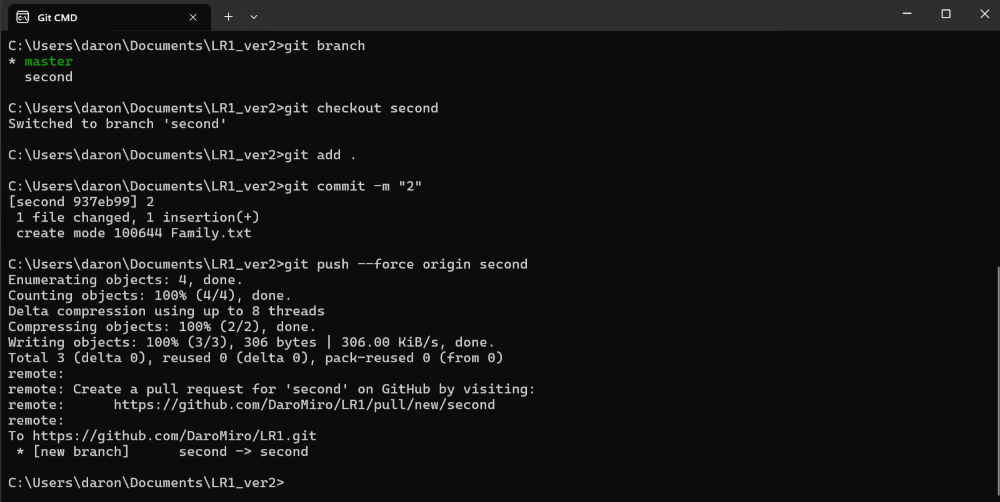 Git CMD
C:\Users\daron\Documents\LR1_ver2>git branch
* master
  second
C:\Users\daron\Documents\LR1_ver2>git checkout second
Switched to branch 'second'
C:\Users\daron\Documents\LR1_ver2>git add .
C:\Users\daron\Documents\LR1_ver2>git commit -m "2"
[second 937eb99] 2
 1 file changed, 1 insertion(+)
 create mode 100644 Family.txt
C:\Users\daron\Documents\LR1_ver2>git push --force origin second
Enumerating objects: 4, done.
Counting objects: 100% (4/4), done.
Delta compression using up to 8 threads
Compressing objects: 100% (2/2), done.
Writing objects: 100% (3/3), 306 bytes | 306.00 KiB/s, done.
Total 3 (delta 0), reused 0 (delta 0), pack-reused 0 (from 0)
remote:
remote: Create a pull request for 'second' on GitHub by visiting:
remote:      https://github.com/DaroMiro/LR1/pull/new/second
remote:
To https://github.com/DaroMiro/LR1.git
 * [new branch]      second -> second
C:\Users\daron\Documents\LR1_ver2>